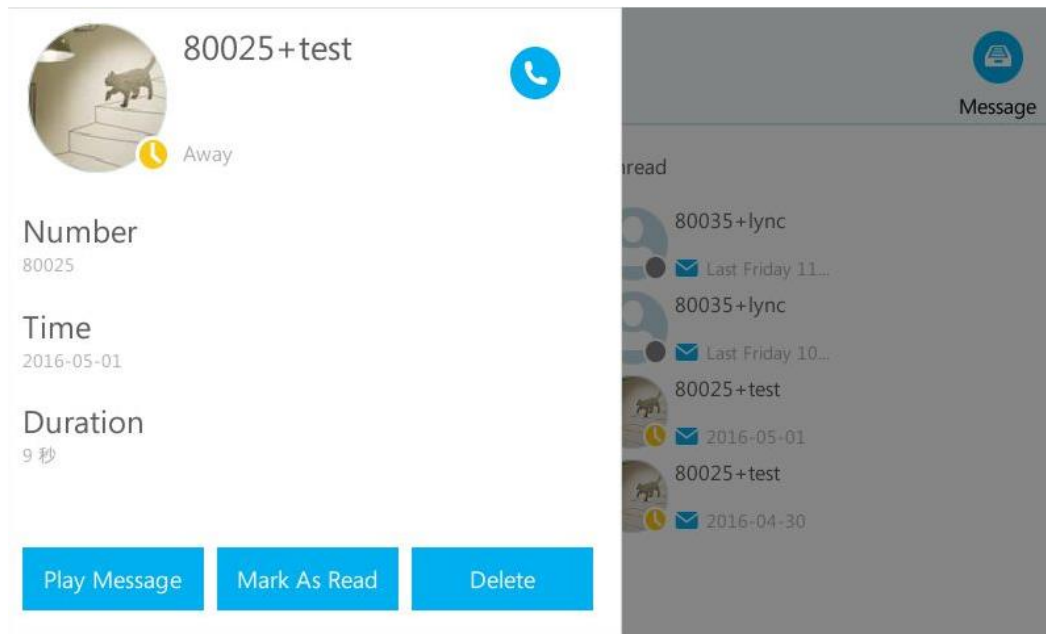 80025+test
Away
Number
80025
Time
2016-05-01
Duration
9 秒
Play Message
Mark As Read
Delete
Message
80035+lync
Last Friday 11...
80035+lync
Last Friday 10...
80025+test
2016-05-01
80025+test
2016-04-30